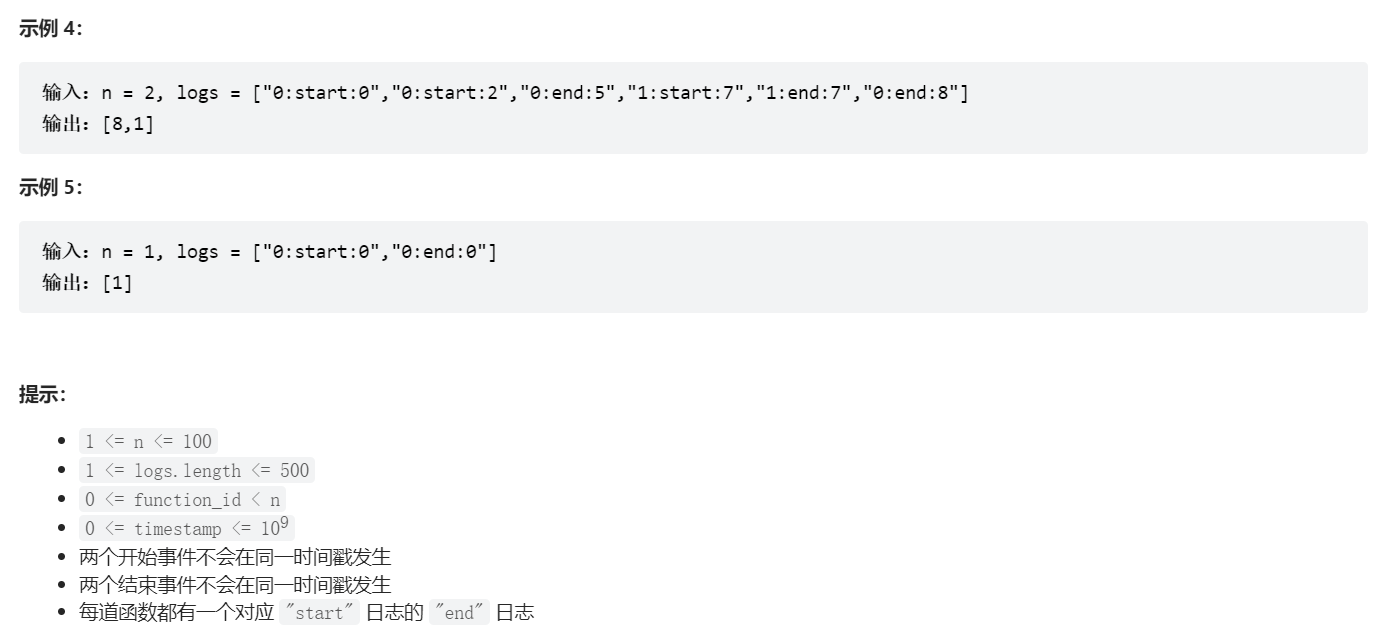 示例 4：
输入：n = 2, logs = ["0:start:0","0:start:2","0:end:5","1:start:7","1:end:7","0:end:8"]
输出：[8,1]
示例 5：
输入：n = 1, logs = ["0:start:0","0:end:0"]
输出：[1]
提示：
1 <= n <= 100
1 <= logs.length <= 500
0 <= function_id < n
0 <= timestamp <= 10⁹
两个开始事件不会在同一时间戳发生
两个结束事件不会在同一时间戳发生
每道函数都有一个对应 "start" 日志的 "end" 日志